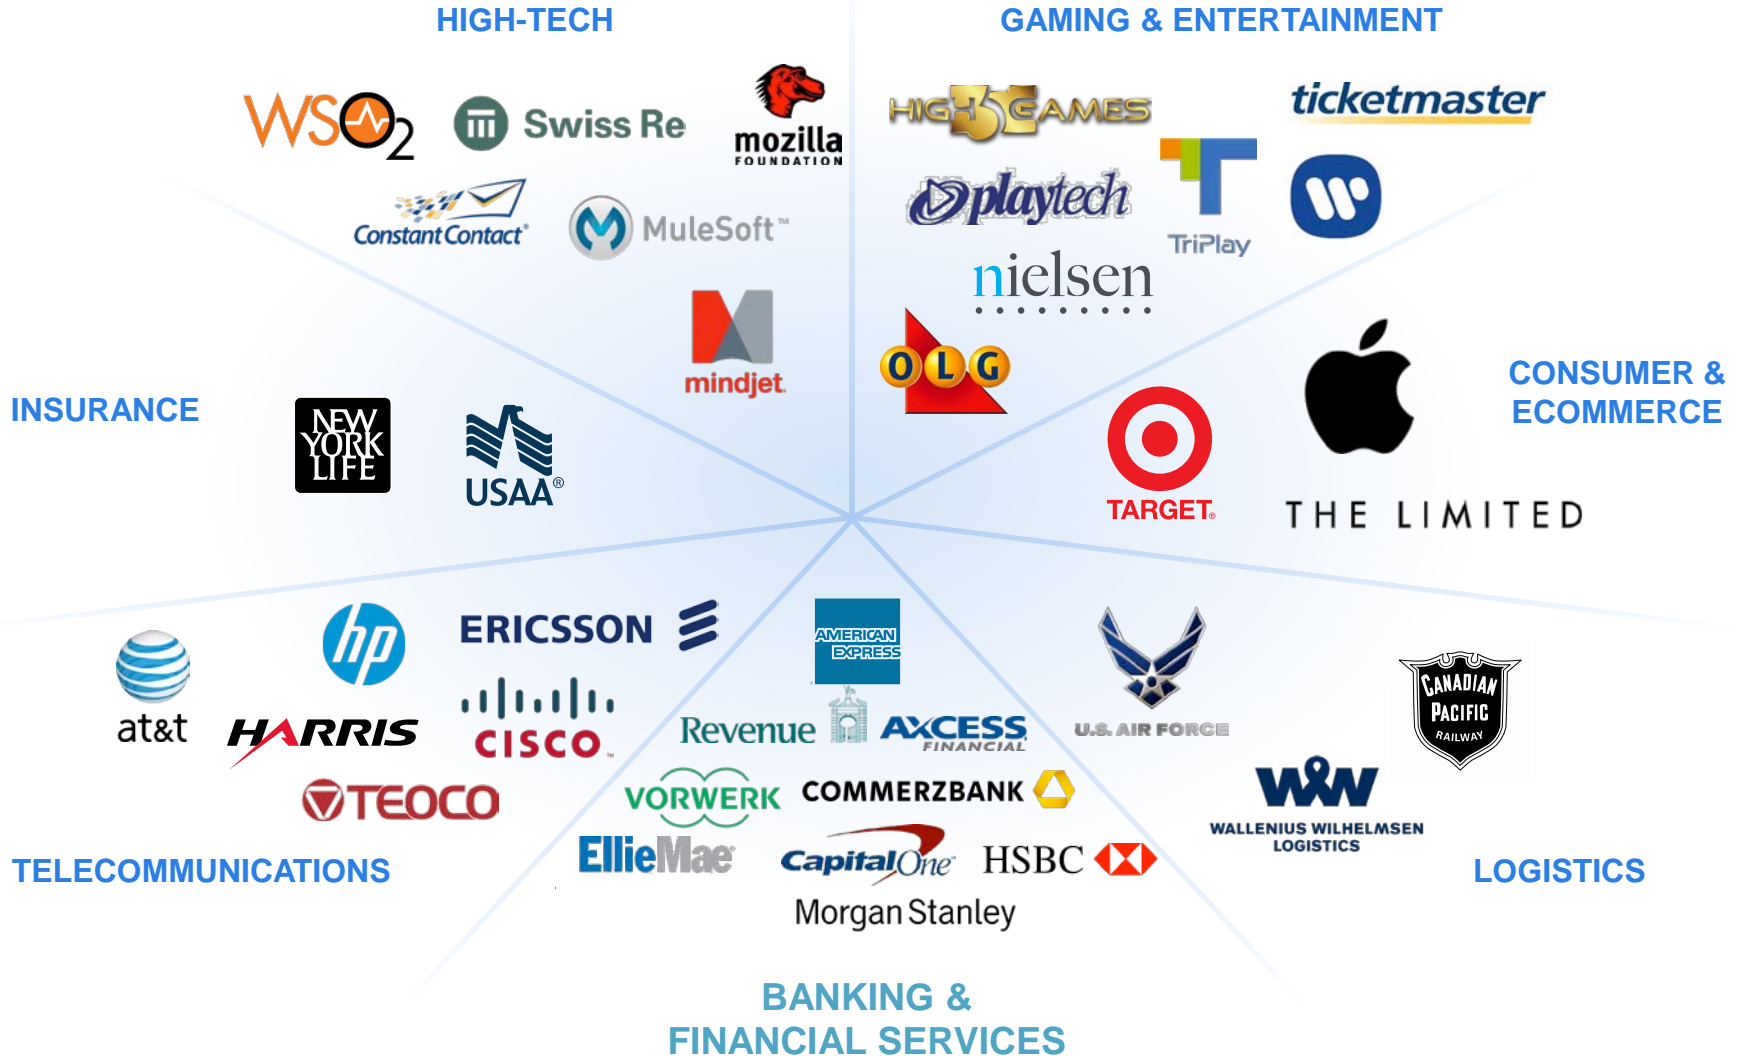 HIGH-TECH
GAMING & ENTERTAINMENT
WSO2
Swiss Re
mozilla
FOUNDATION
HIGH 5 GAMES
ticketmaster
Constant Contact®
MuleSoft™
playtech
TriPlay
W
nielsen
mindjet.
OLG
INSURANCE
NEW
YORK
LIFE
USAA®
TARGET®
CONSUMER &
ECOMMERCE
THE LIMITED
at&t
hp
ERICSSON
HARRIS
CISCO™
TEOCO
AMERICAN
EXPRESS®
Revenue
AXCESS
FINANCIAL
VORWERK
COMMERZBANK
EllieMae®
CapitalOne™
HSBC
Morgan Stanley
U.S. AIR FORCE
CANADIAN
PACIFIC
RAILWAY
WALLENIUS WILHELMSEN
LOGISTICS
TELECOMMUNICATIONS
LOGISTICS
BANKING &
FINANCIAL SERVICES